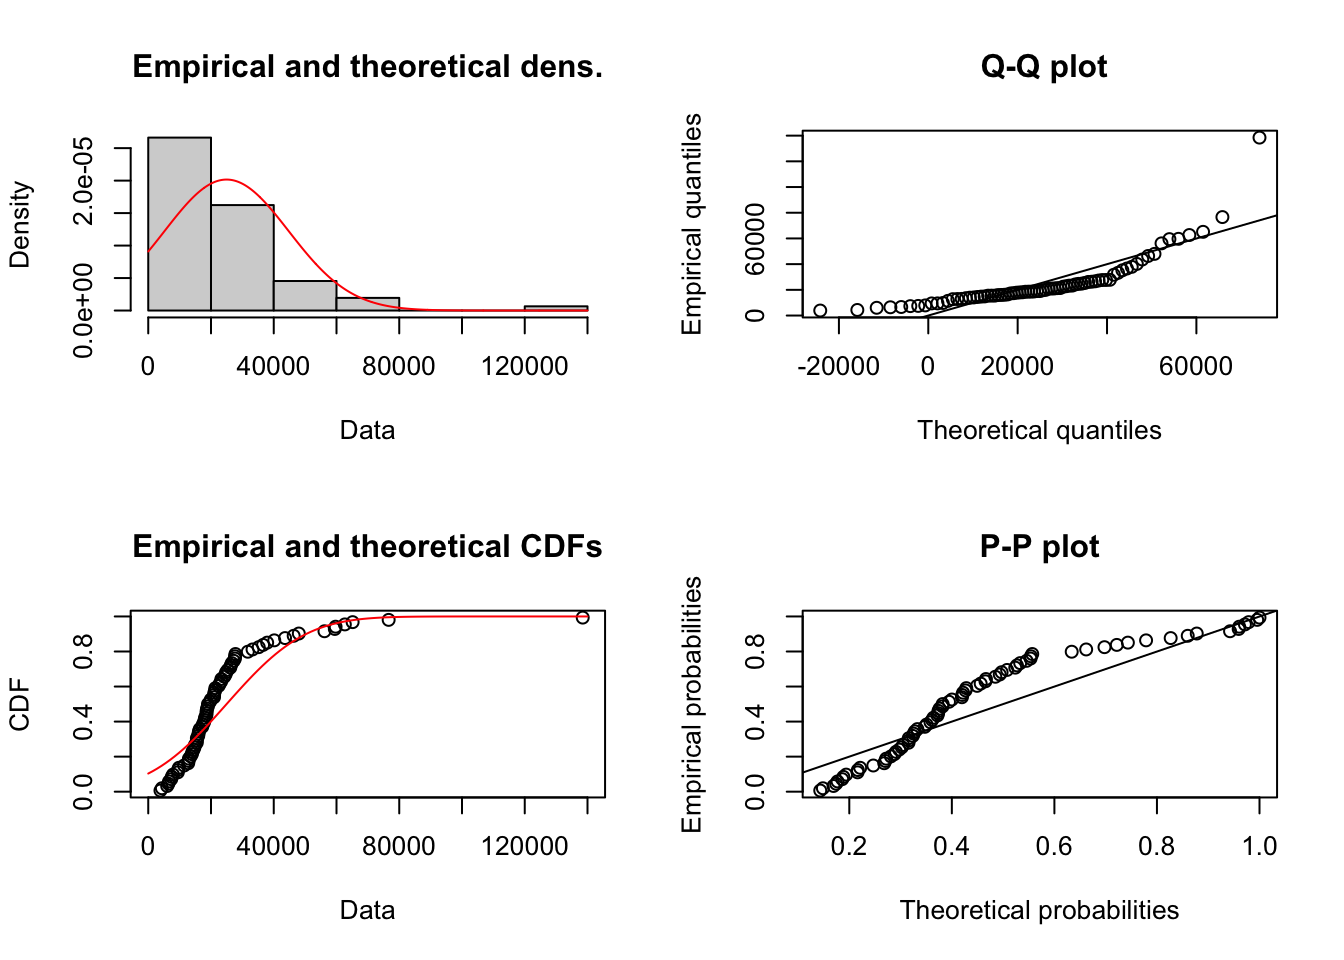 Empirical and theoretical dens.
Density
0.0e+00 2.0e-05
0 40000 80000 120000
Data
Q-Q plot
Empirical quantiles
0 60000
-20000 0 20000 60000
Theoretical quantiles
Empirical and theoretical CDFs
CDF
0.0 0.4 0.8
0 40000 80000 120000
Data
P-P plot
Empirical probabilities
0.0 0.4 0.8
0.2 0.4 0.6 0.8 1.0
Theoretical probabilities